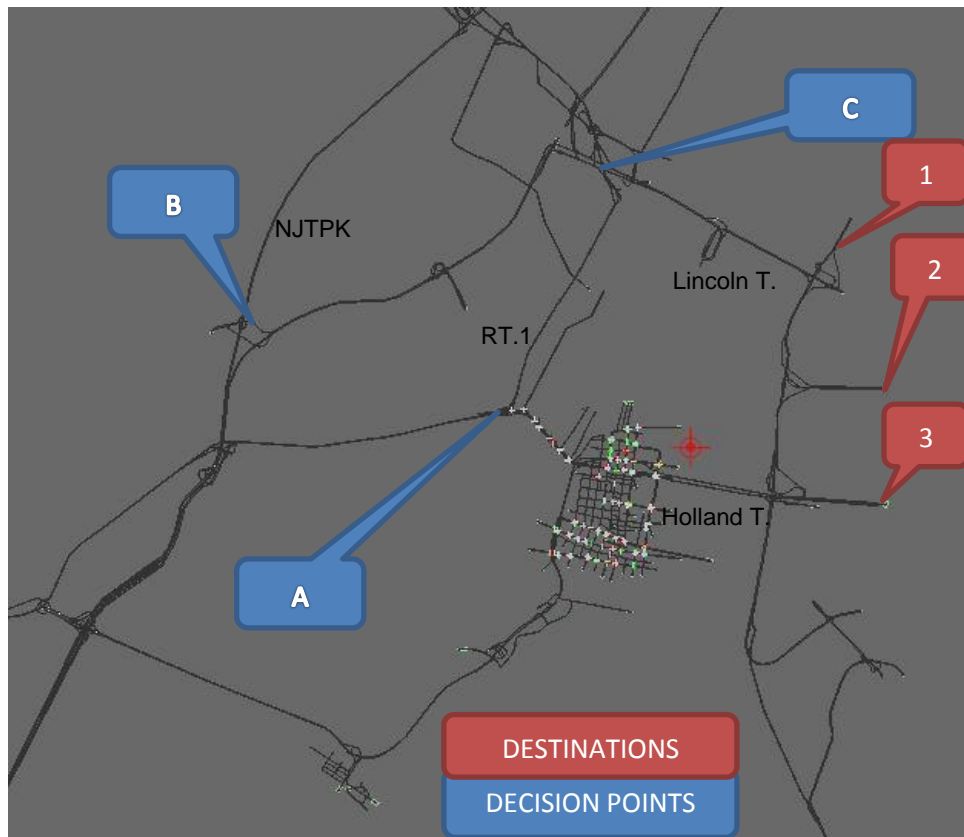 C
1
B
NJTPK
2
Lincoln T.
RT.1
3
Holland T.
A
DESTINATIONS
DECISION POINTS